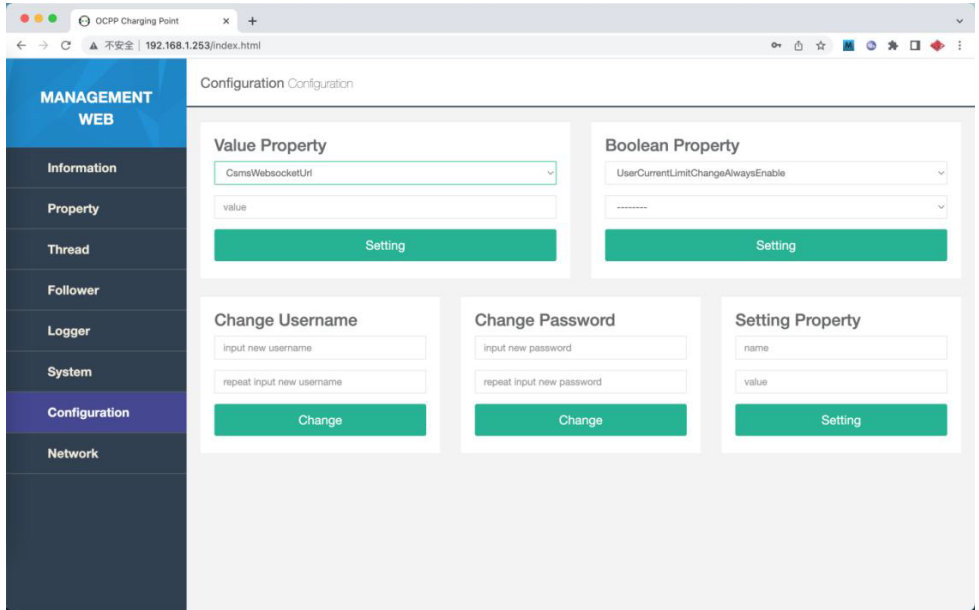 OCPP Charging Point
不安全 192.168.1.253/index.html
MANAGEMENT
WEB
Information
Property
Thread
Follower
Logger
System
Configuration
Network
Configuration Configuration
Value Property
CsmsWebsocketUrl
value
Setting
Boolean Property
UserCurrentLimitChangeAlwaysEnable
--------
Setting
Change Username
input new username
repeat input new username
Change
Change Password
input new password
repeat input new password
Change
Setting Property
name
value
Setting